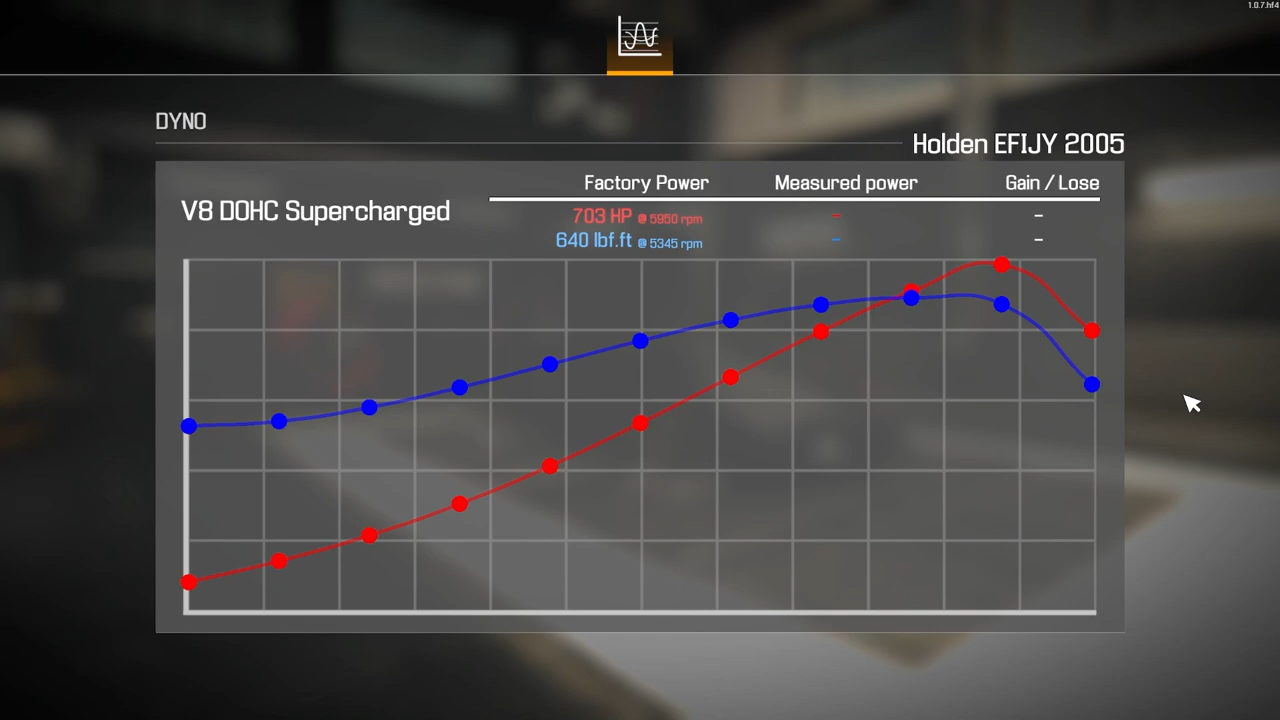 1.0.7.hf4
DYNO
Holden EFIJY 2005
Factory Power Measured power Gain / Lose
V8 DOHC Supercharged
703 HP @ 5950 rpm - -
640 lbf.ft @ 5345 rpm - -